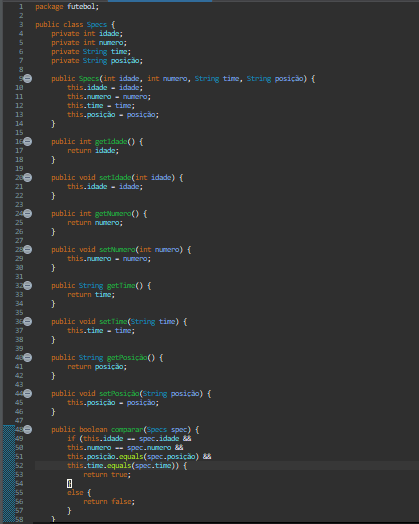 1 package futebol;
2
3 public class Specs {
4 private int idade;
5 private int numero;
6 private String time;
7 private String posição;
8
9 public Specs(int idade, int numero, String time, String posição) {
10 this.idade = idade;
11 this.numero = numero;
12 this.time = time;
13 this.posição = posição;
14 }
15
16 public int getIdade() {
17 return idade;
18 }
19
20 public void setIdade(int idade) {
21 this.idade = idade;
22 }
23
24 public int getNumero() {
25 return numero;
26 }
27
28 public void setNumero(int numero) {
29 this.numero = numero;
30 }
31
32 public String getTime() {
33 return time;
34 }
35
36 public void setTime(String time) {
37 this.time = time;
38 }
39
40 public String getPosição() {
41 return posição;
42 }
43
44 public void setPosição(String posição) {
45 this.posição = posição;
46 }
47
48 public boolean comparar(Specs spec) {
49 if (this.idade == spec.idade &&
50 this.numero == spec.numero &&
51 this.posição.equals(spec.posição) &&
52 this.time.equals(spec.time)) {
53 return true;
54 }
55 else {
56 return false;
57 }
58 }